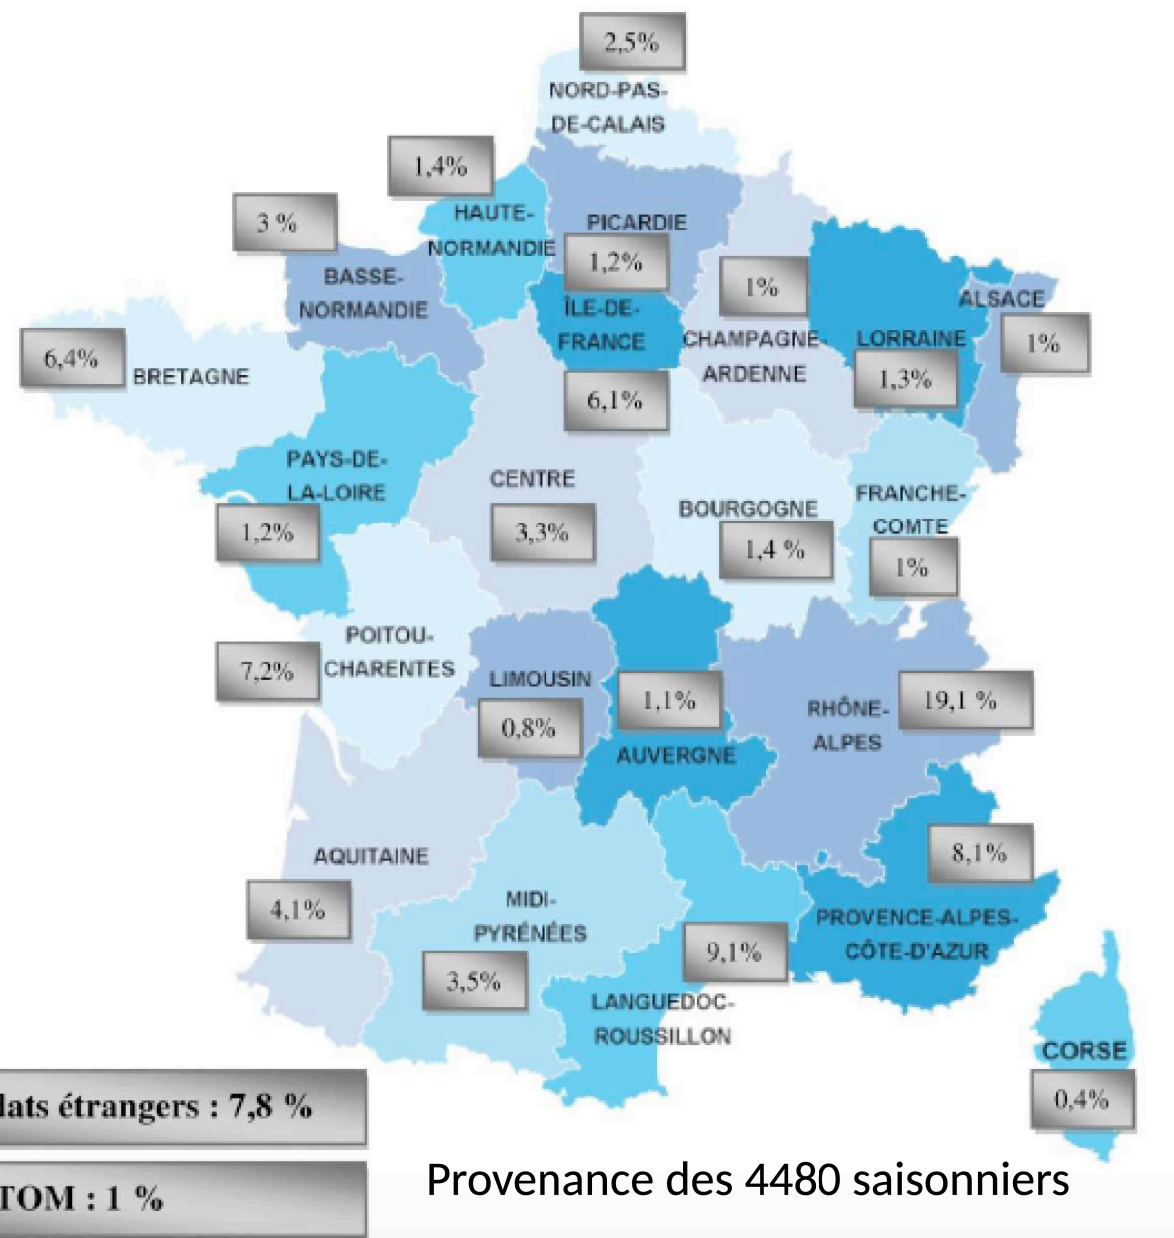 2,5%
NORD-PAS-
DE-CALAIS
1,4%
HAUTE-
NORMANDIE
3 %
BASSE-
NORMANDIE
PICARDIE
1,2%
ÎLE-DE-
FRANCE
6,1%
1%
CHAMPAGNE-
ARDENNE
LORRAINE
1,3%
ALSACE
1%
6,4%
BRETAGNE
PAYS-DE-
LA-LOIRE
1,2%
CENTRE
3,3%
BOURGOGNE
1,4 %
FRANCHE-
COMTE
1%
POITOU-
CHARENTES
7,2%
LIMOUSIN
0,8%
1,1%
AUVERGNE
RHÔNE-
ALPES
19,1 %
AQUITAINE
4,1%
MIDI-
PYRÉNÉES
3,5%
9,1%
LANGUEDOC-
ROUSSILLON
8,1%
PROVENCE-ALPES-
CÔTE-D'AZUR
CORSE
0,4%
étrangers : 7,8 %
TOM : 1 %
Provenance des 4480 saisonniers